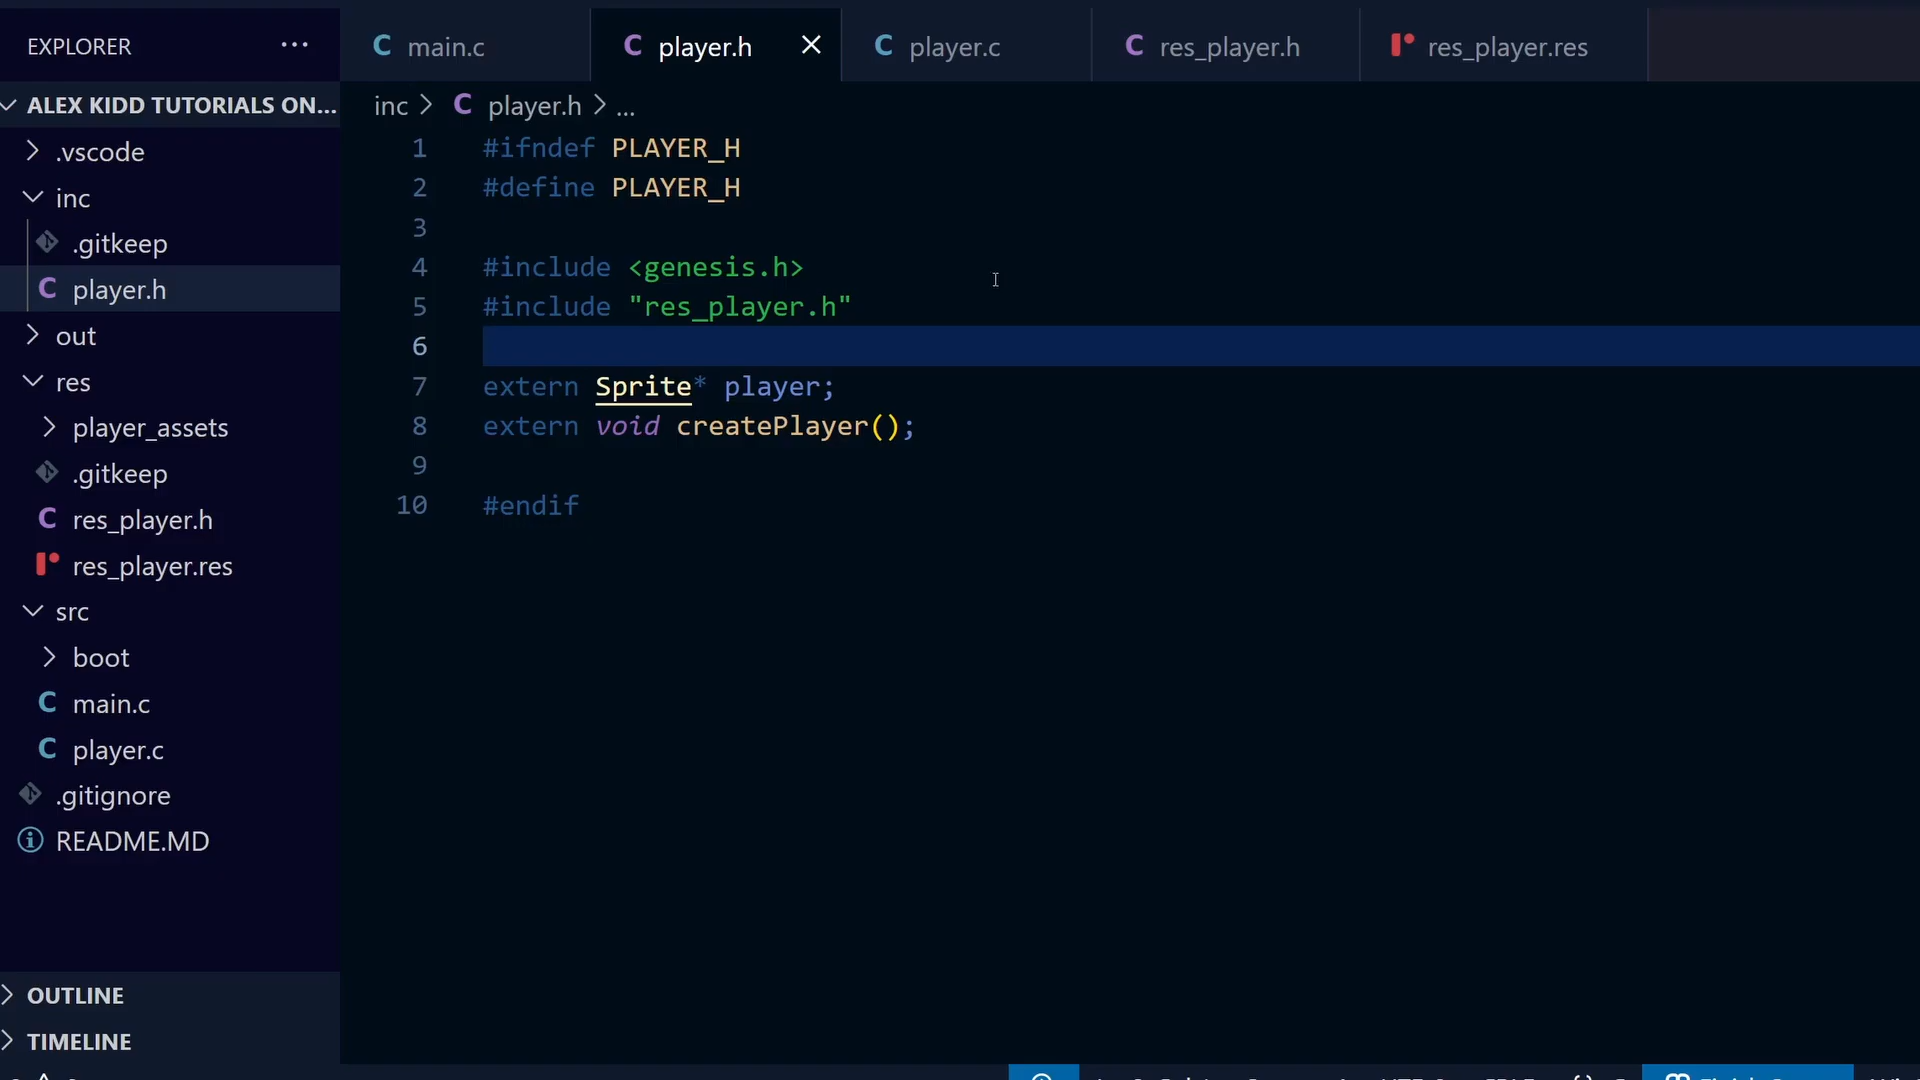 EXPLORER ...
ALEX KIDD TUTORIALS ON...
.vscode
inc
.gitkeep
player.h
out
res
player_assets
.gitkeep
res_player.h
res_player.res
src
boot
main.c
player.c
.gitignore
README.MD
OUTLINE
TIMELINE
main.c player.h player.c res_player.h res_player.res
inc > player.h > ...
1 #ifndef PLAYER_H
2 #define PLAYER_H
3
4 #include <genesis.h>
5 #include "res_player.h"
6
7 extern Sprite* player;
8 extern void createPlayer();
9
10 #endif